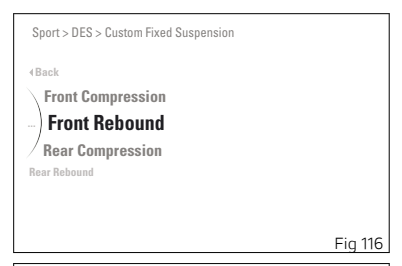 Sport > DES > Custom Fixed Suspension
Back
Front Compression
... Front Rebound
Rear Compression
Rear Rebound
Fig 116